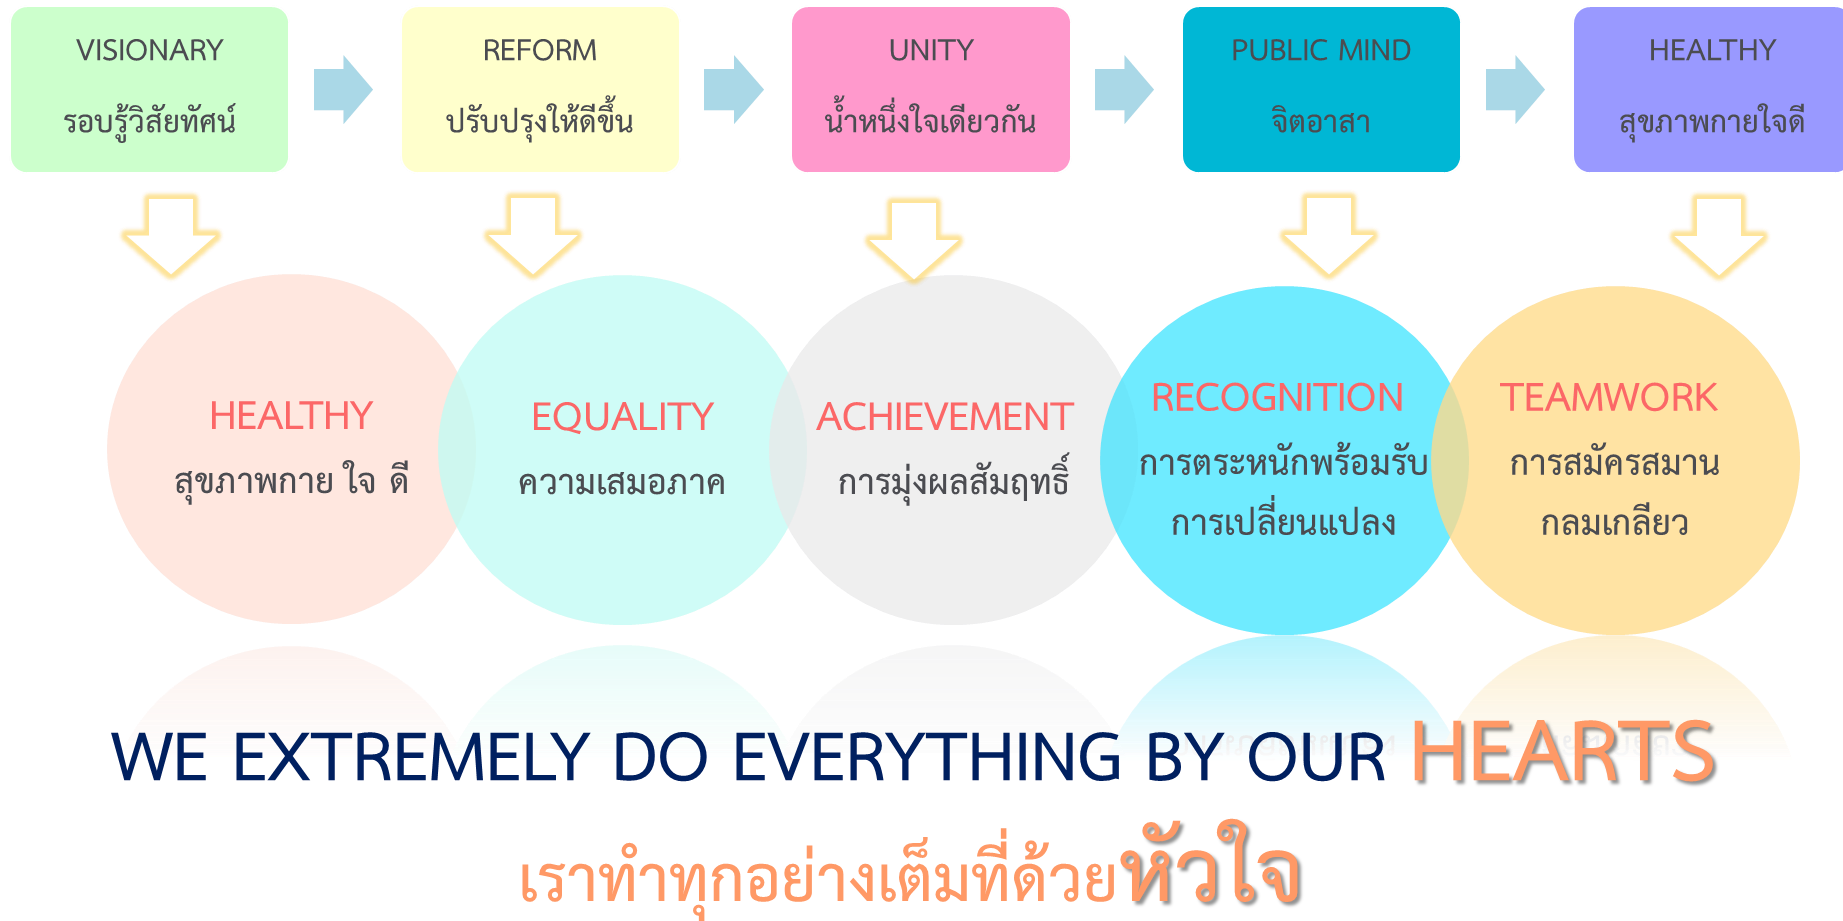 VISIONARY
รอบรู้วิสัยทัศน์
REFORM
ปรับปรุงให้ดีขึ้น
UNITY
น้ำหนึ่งใจเดียวกัน
PUBLIC MIND
จิตอาสา
HEALTHY
สุขภาพกายใจดี
HEALTHY
สุขภาพกาย ใจ ดี
EQUALITY
ความเสมอภาค
ACHIEVEMENT
การมุ่งผลสัมฤทธิ์
RECOGNITION
การตระหนักพร้อมรับ
การเปลี่ยนแปลง
TEAMWORK
การสมัครสมาน
กลมเกลียว
WE EXTREMELY DO EVERYTHING BY OUR HEARTS
เราทำทุกอย่างเต็มที่ด้วยหัวใจ